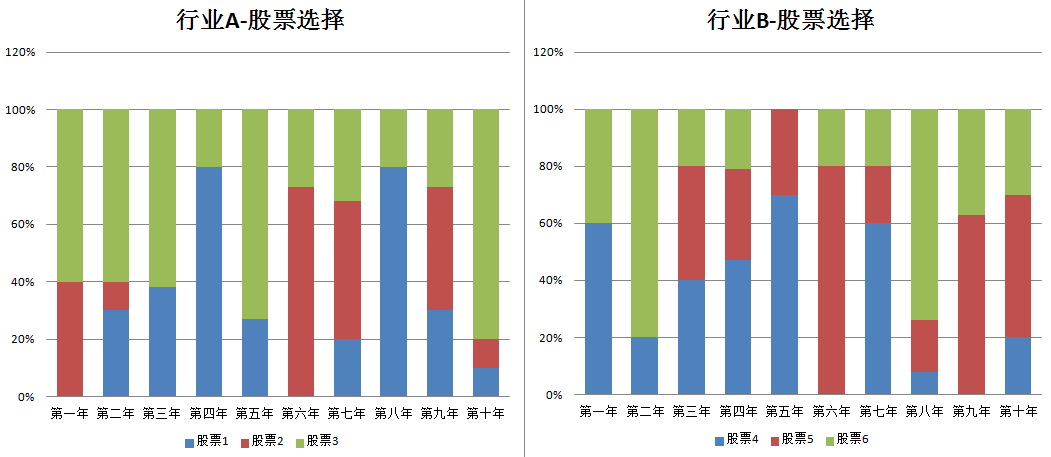 行业A-股票选择
120%
100%
80%
60%
40%
20%
0%
第一年 第二年 第三年 第四年 第五年 第六年 第七年 第八年 第九年 第十年
股票1 股票2 股票3
行业B-股票选择
120%
100%
80%
60%
40%
20%
0%
第一年 第二年 第三年 第四年 第五年 第六年 第七年 第八年 第九年 第十年
股票4 股票5 股票6